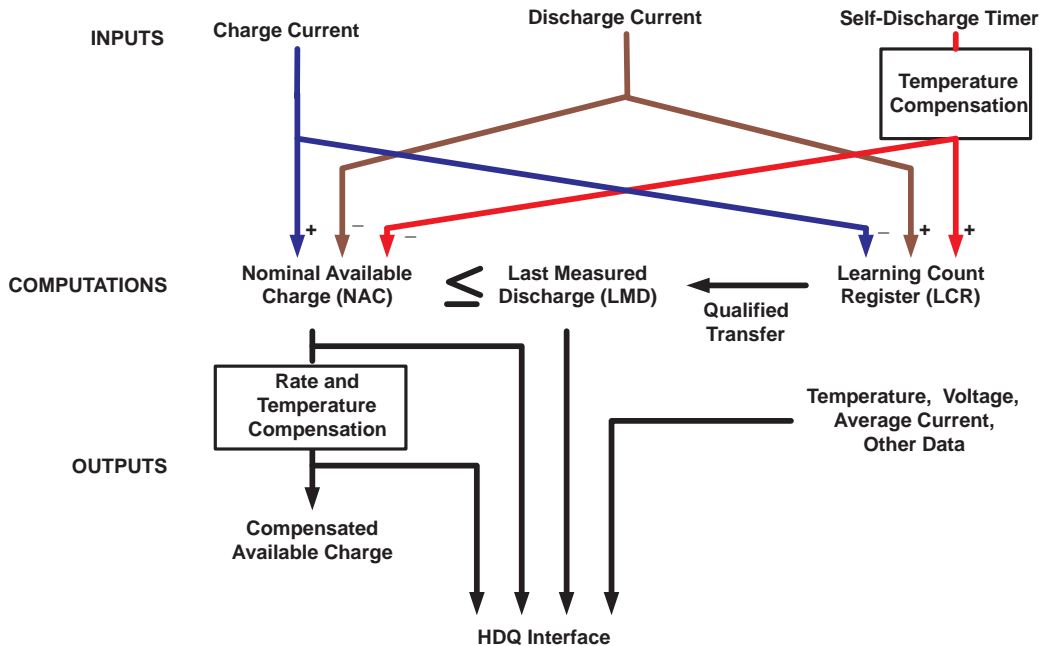 INPUTS
Charge Current
Discharge Current
Self-Discharge Timer
Temperature
Compensation
+
–
–
–
+
+
COMPUTATIONS
Nominal Available
Charge (NAC)
≤
Last Measured
Discharge (LMD)
Qualified
Transfer
Learning Count
Register (LCR)
Rate and
Temperature
Compensation
Temperature, Voltage,
Average Current,
Other Data
OUTPUTS
Compensated
Available Charge
HDQ Interface